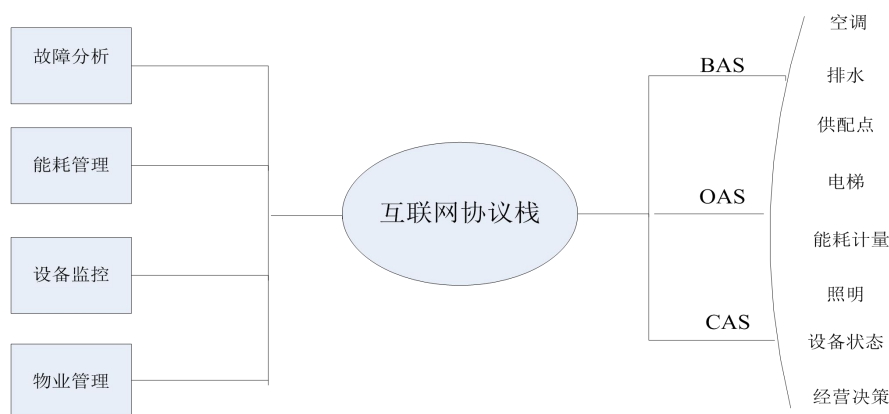 故障分析
能耗管理
设备监控
物业管理
互联网协议栈
BAS
OAS
CAS
空调
排水
供配点
电梯
能耗计量
照明
设备状态
经营决策